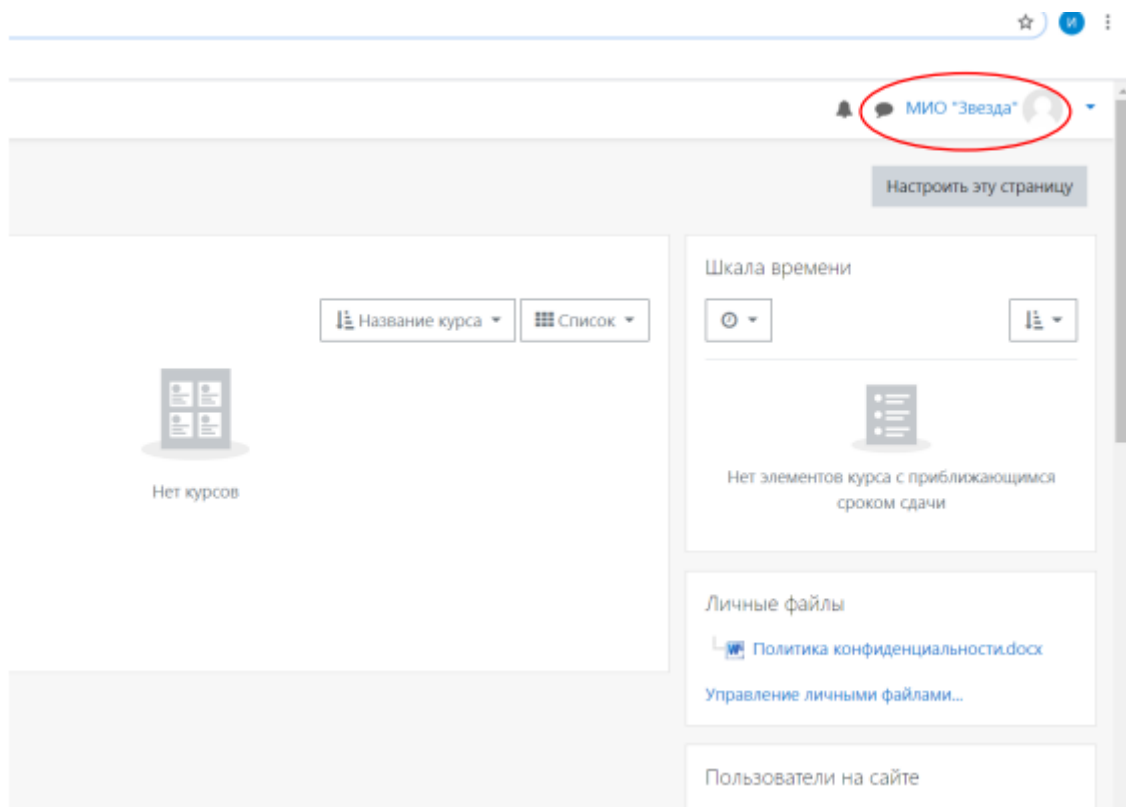 И
МИО "Звезда"
Настроить эту страницу
Название курса
Список
Нет курсов
Шкала времени
Нет элементов курса с приближающимся
сроком сдачи
Личные файлы
Политика конфиденциальности.docx
Управление личными файлами...
Пользователи на сайте